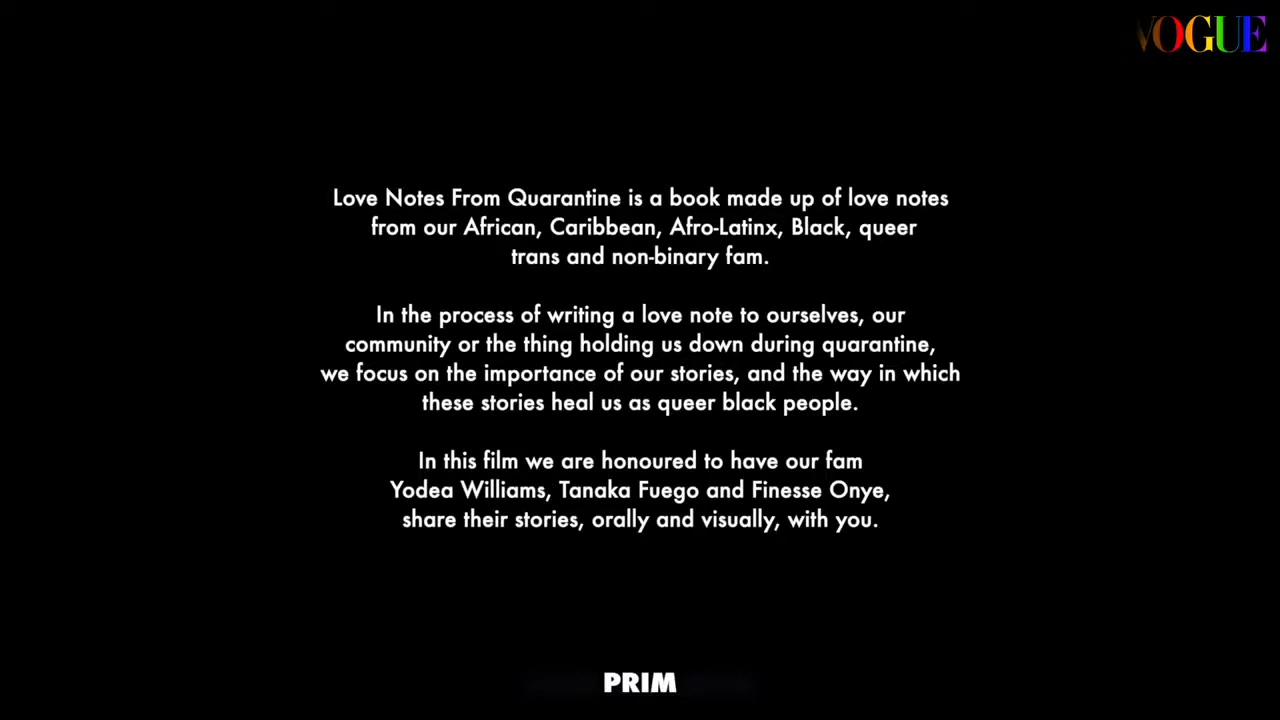 VOGUE
Love Notes From Quarantine is a book made up of love notes
from our African, Caribbean, Afro-Latinx, Black, queer
trans and non-binary fam.
In the process of writing a love note to ourselves, our
community or the thing holding us down during quarantine,
we focus on the importance of our stories, and the way in which
these stories heal us as queer black people.
In this film we are honoured to have our fam
Yodea Williams, Tanaka Fuego and Finesse Onye,
share their stories, orally and visually, with you.
PRIM